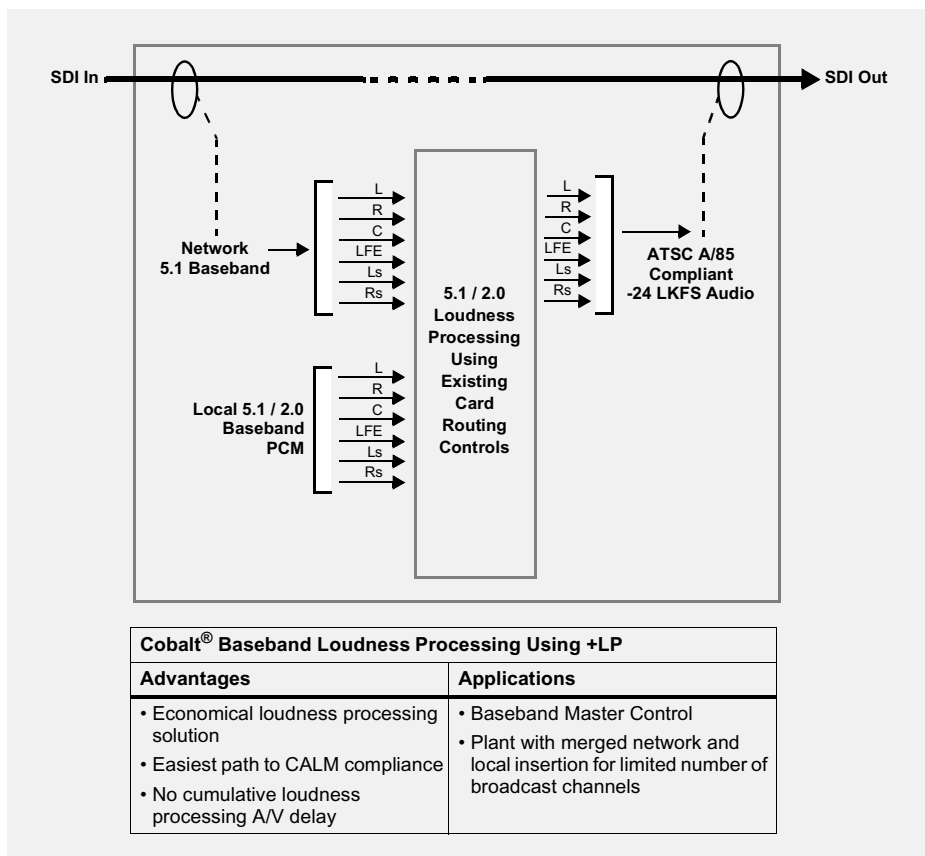 SDI In
SDI Out
L
R
C
LFE
Ls
Rs
Network
5.1 Baseband
L
R
C
LFE
Ls
Rs
ATSC A/85
Compliant
-24 LKFS Audio
5.1 / 2.0
Loudness
Processing
Using
Existing
Card
Routing
Controls
Local 5.1 / 2.0
Baseband
PCM
L
R
C
LFE
Ls
Rs
Cobalt® Baseband Loudness Processing Using +LP
Advantages
• Economical loudness processing
solution
• Easiest path to CALM compliance
• No cumulative loudness
processing A/V delay
Applications
• Baseband Master Control
• Plant with merged network and
local insertion for limited number of
broadcast channels